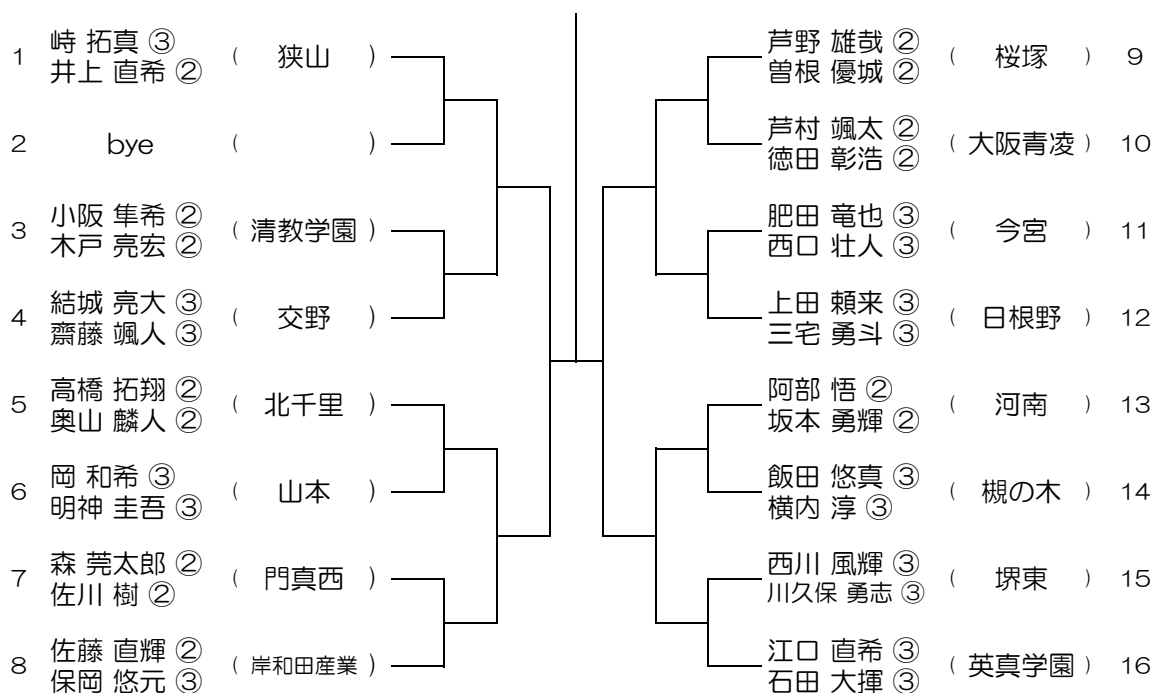 1 峙 拓真 ③ ( 狭山 )
井上 直希 ②
2 bye ( )
3 小阪 隼希 ② ( 清教学園 )
木戸 亮宏 ②
4 結城 亮大 ③ ( 交野 )
齋藤 颯人 ③
5 高橋 拓翔 ② ( 北千里 )
奥山 麟人 ②
6 岡 和希 ③ ( 山本 )
明神 圭吾 ③
7 森 莞太郎 ② ( 門真西 )
佐川 樹 ②
8 佐藤 直輝 ② ( 岸和田産業 )
保岡 悠元 ③
芦野 雄哉 ② ( 桜塚 ) 9
曽根 優城 ②
芦村 颯太 ② ( 大阪青凌 ) 10
徳田 彰浩 ②
肥田 竜也 ③ ( 今宮 ) 11
西口 壮人 ③
上田 頼来 ③ ( 日根野 ) 12
三宅 勇斗 ③
阿部 悟 ② ( 河南 ) 13
坂本 勇輝 ②
飯田 悠真 ③ ( 槻の木 ) 14
横内 淳 ③
西川 風輝 ③ ( 堺東 ) 15
川久保 勇志 ③
江口 直希 ③ ( 英真学園 ) 16
石田 大揮 ③